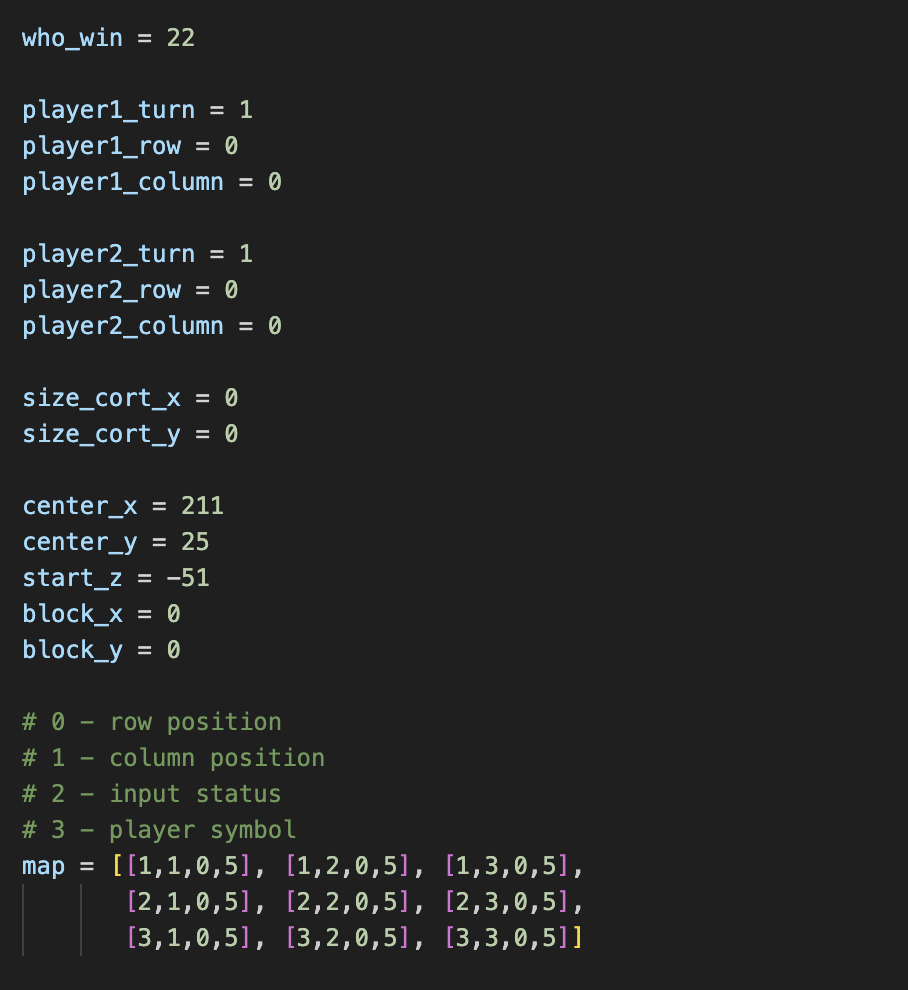 who_win = 22
player1_turn = 1
player1_row = 0
player1_column = 0
player2_turn = 1
player2_row = 0
player2_column = 0
size_cort_x = 0
size_cort_y = 0
center_x = 211
center_y = 25
start_z = -51
block_x = 0
block_y = 0
# 0 - row position
# 1 - column position
# 2 - input status
# 3 - player symbol
map = [[1,1,0,5], [1,2,0,5], [1,3,0,5],
[2,1,0,5], [2,2,0,5], [2,3,0,5],
[3,1,0,5], [3,2,0,5], [3,3,0,5]]